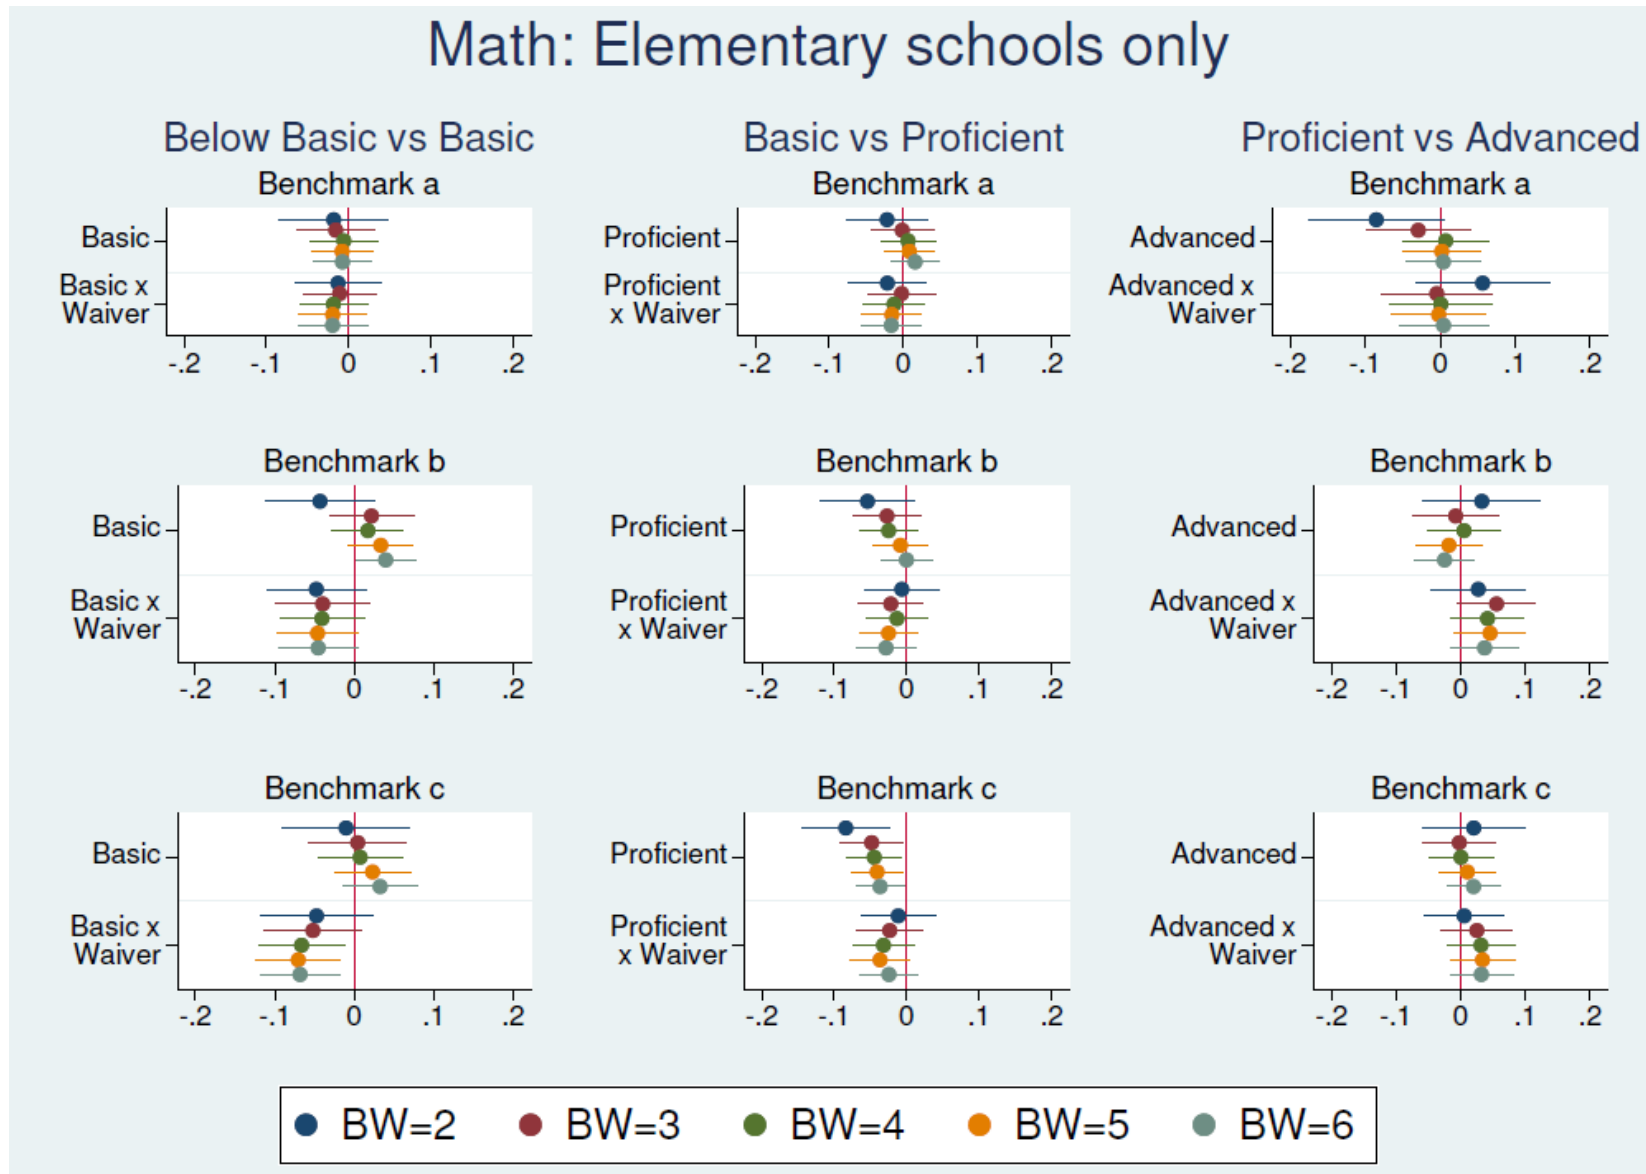 Math: Elementary schools only
Below Basic vs Basic
Basic vs Proficient
Proficient vs Advanced
Benchmark a
Basic
Basic x
Waiver
-.2 -.1 0 .1 .2
Benchmark a
Proficient
Proficient
x Waiver
-.2 -.1 0 .1 .2
Benchmark a
Advanced
Advanced x
Waiver
-.2 -.1 0 .1 .2
Benchmark b
Basic
Basic x
Waiver
-.2 -.1 0 .1 .2
Benchmark b
Proficient
Proficient
x Waiver
-.2 -.1 0 .1 .2
Benchmark b
Advanced
Advanced x
Waiver
-.2 -.1 0 .1 .2
Benchmark c
Basic
Basic x
Waiver
-.2 -.1 0 .1 .2
Benchmark c
Proficient
Proficient
x Waiver
-.2 -.1 0 .1 .2
Benchmark c
Advanced
Advanced x
Waiver
-.2 -.1 0 .1 .2
BW=2 BW=3 BW=4 BW=5 BW=6